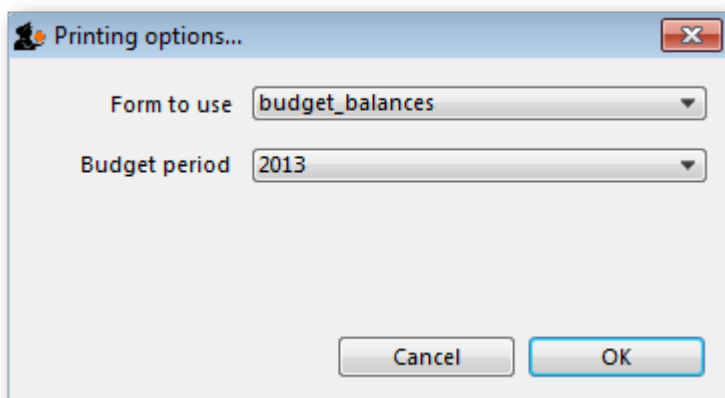 Printing options...
Form to use budget_balances
Budget period 2013
Cancel OK